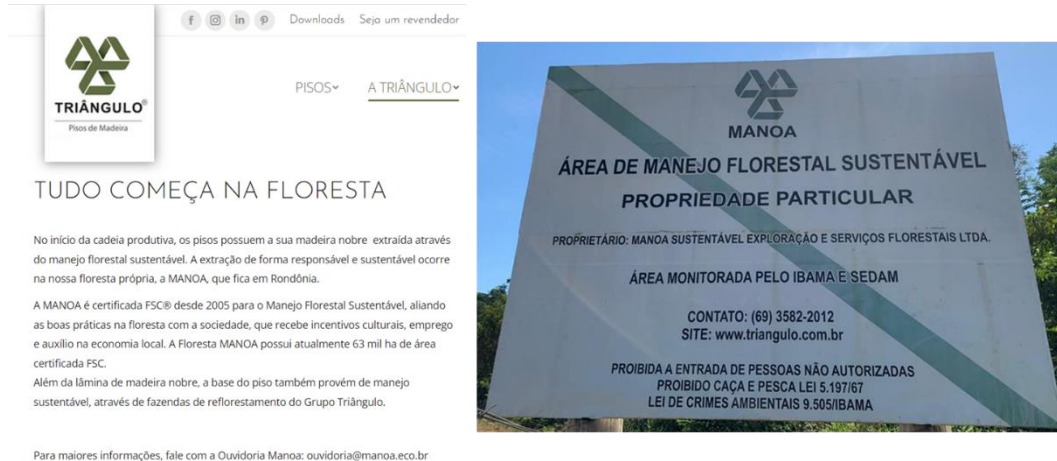 Downloads Seja um revendedor
TRIÂNGULO®
Pisos de Madeira
PISOS A TRIÂNGULO
TUDO COMEÇA NA FLORESTA
No início da cadeia produtiva, os pisos possuem a sua madeira nobre extraída através
do manejo florestal sustentável. A extração de forma responsável e sustentável ocorre
na nossa floresta própria, a MANOA, que fica em Rondônia.
A MANOA é certificada FSC® desde 2005 para o Manejo Florestal Sustentável, aliando
as boas práticas na floresta com a sociedade, que recebe incentivos culturais, emprego
e auxílio na economia local. A Floresta MANOA possui atualmente 63 mil ha de área
certificada FSC.
Além da lâmina de madeira nobre, a base do piso também provém de manejo
sustentável, através de fazendas de reflorestamento do Grupo Triângulo.
Para maiores informações, fale com a Ouvidoria Manoa: ouvidoria@manoa.eco.br
MANOA
ÁREA DE MANEJO FLORESTAL SUSTENTÁVEL
PROPRIEDADE PARTICULAR
PROPRIETÁRIO: MANOA SUSTENTÁVEL EXPLORAÇÃO E SERVIÇOS FLORESTAIS LTDA.
ÁREA MONITORADA PELO IBAMA E SEDAM
CONTATO: (69) 3582-2012
SITE: www.triangulo.com.br
PROIBIDA A ENTRADA DE PESSOAS NÃO AUTORIZADAS
PROIBIDO CAÇA E PESCA LEI 5.197/67
LEI DE CRIMES AMBIENTAIS 9.505/IBAMA